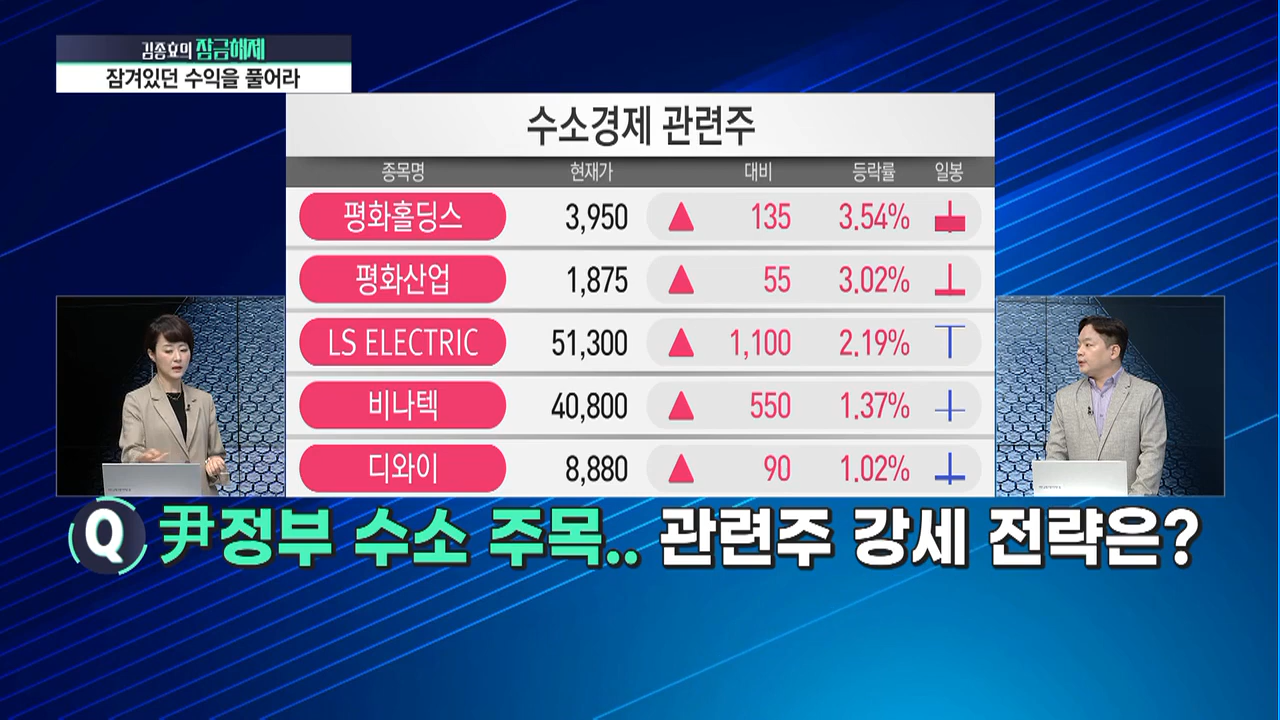 김종효의 잠금해제
잠겨있던 수익을 풀어라
수소경제 관련주
종목명 현재가 대비 등락률 일봉
평화홀딩스 3,950 ▲ 135 3.54%
평화산업 1,875 ▲ 55 3.02%
LS ELECTRIC 51,300 ▲ 1,100 2.19%
비나텍 40,800 ▲ 550 1.37%
디와이 8,880 ▲ 90 1.02%
Q 尹정부 수소 주목.. 관련주 강세 전략은?